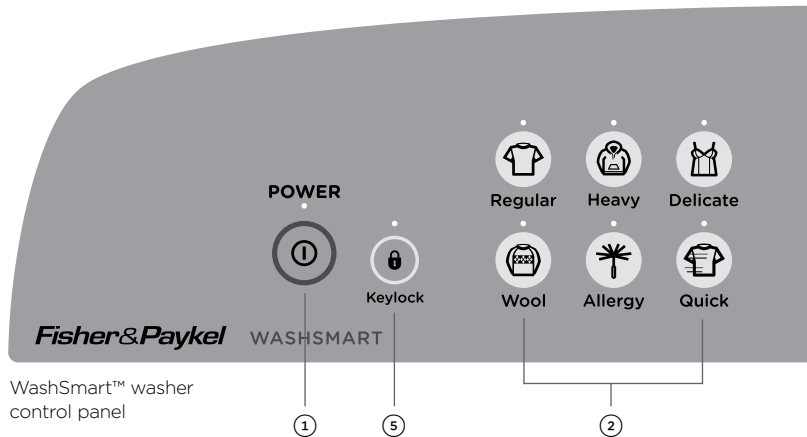 POWER
Regular Heavy Delicate
Keylock
Wool Allergy Quick
Fisher&Paykel WASHSMART
WashSmart™ washer
control panel
1 5 2